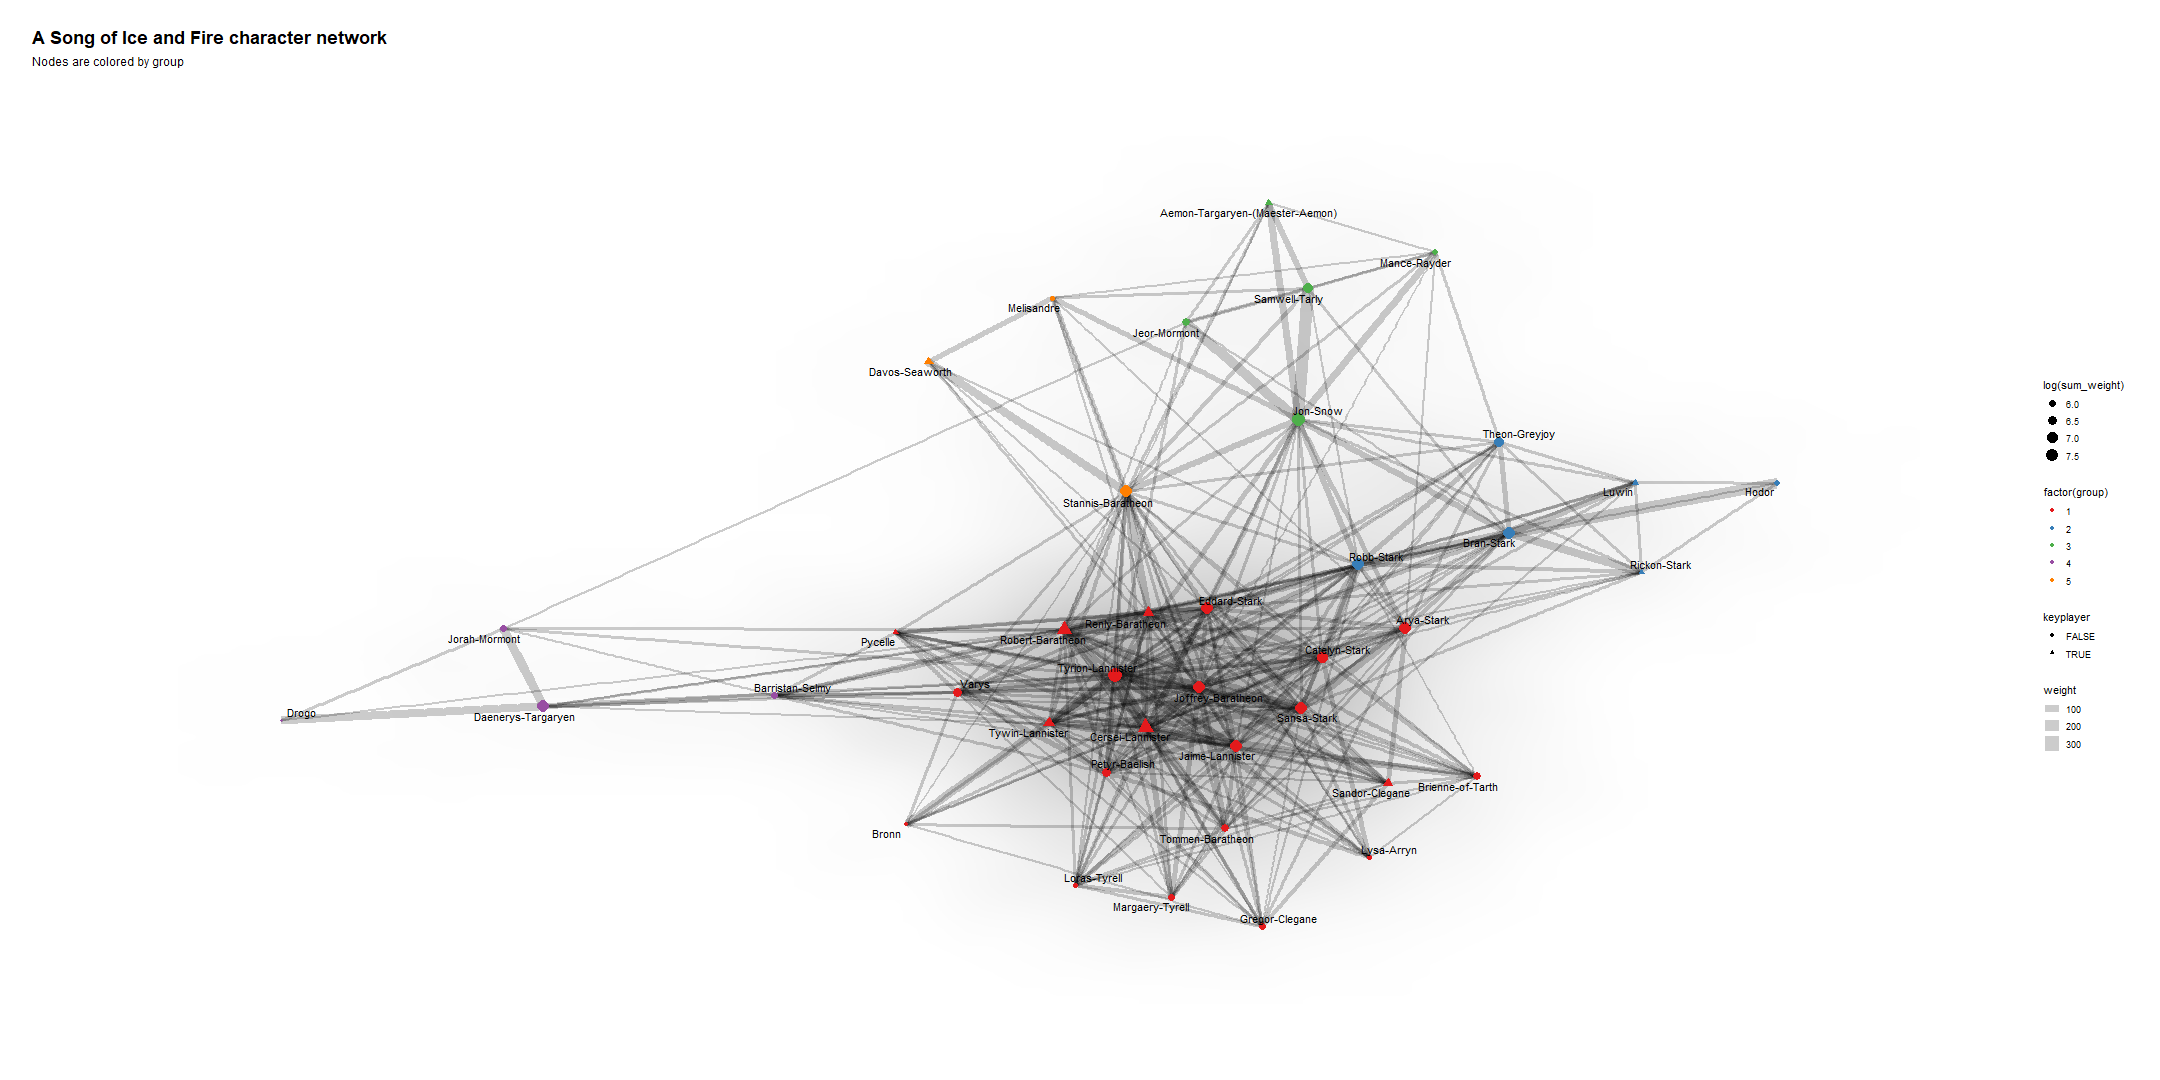 A Song of Ice and Fire character network
Nodes are colored by group
Aemon-Targaryen-(Maester-Aemon)
Mance-Rayder
Samwell-Tarly
Melisandre
Jeor-Mormont
Davos-Seaworth
Jon-Snow
Theon-Greyjoy
Luwin
Hodor
Stannis-Baratheon
Bran-Stark
Robb-Stark
Rickon-Stark
Eddard-Stark
Renly-Baratheon
Arya-Stark
Jorah-Mormont
Pycelle
Robert-Baratheon
Catelyn-Stark
Tyrion-Lannister
Varys
Barristan-Selmy
Joffrey-Baratheon
Drogo
Daenerys-Targaryen
Sansa-Stark
Tywin-Lannister
Cersei-Lannister
Jaime-Lannister
Petyr-Baelish
Sandor-Clegane
Brienne-of-Tarth
Bronn
Tommen-Baratheon
Lysa-Arryn
Loras-Tyrell
Margaery-Tyrell
Gregor-Clegane
log(sum_weight)
6.0
6.5
7.0
7.5
factor(group)
1
2
3
4
5
keyplayer
FALSE
TRUE
weight
100
200
300